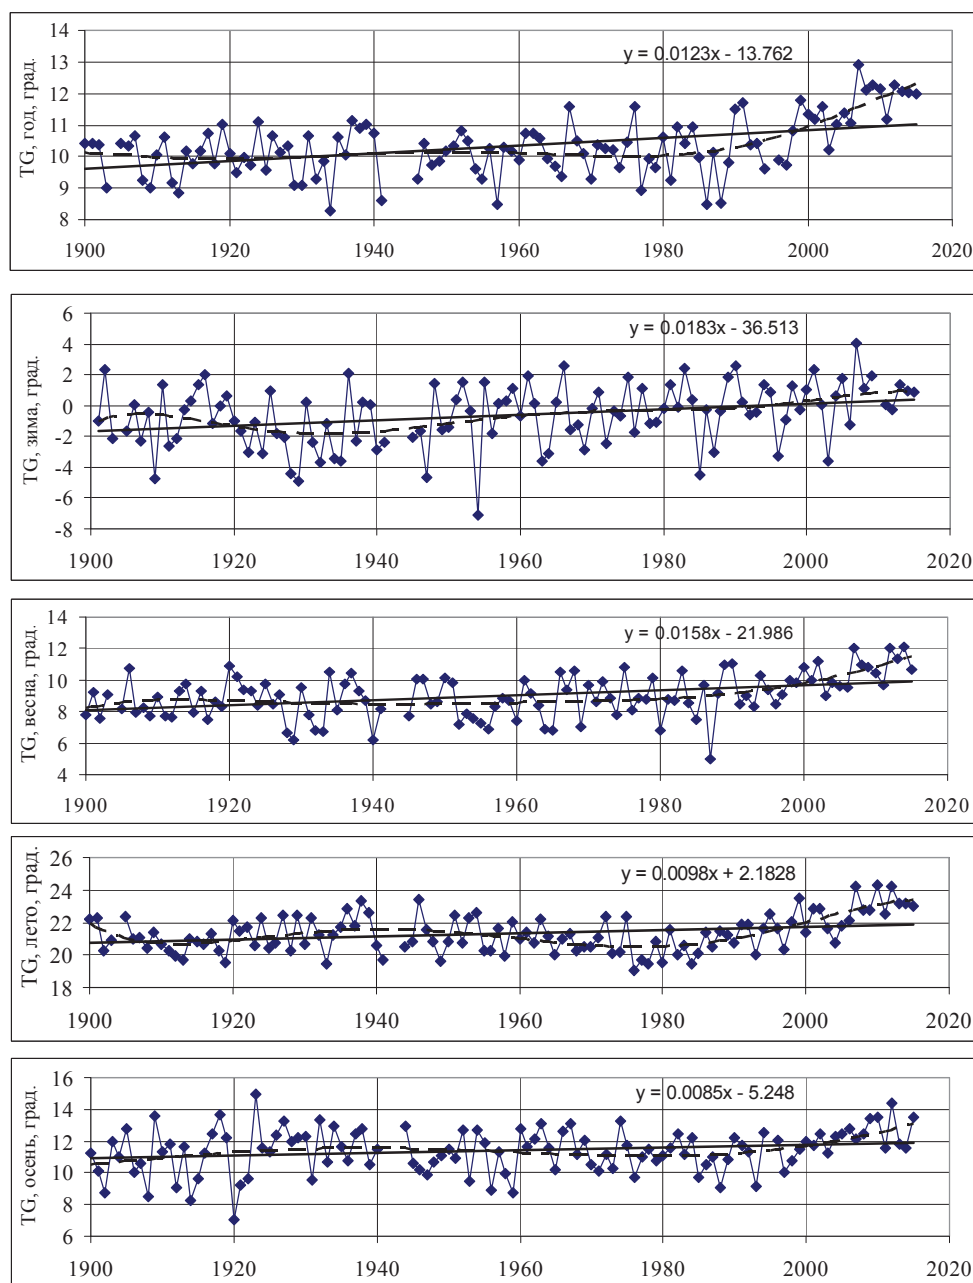 TG, год, град.
14
13
12
11
10
9
8
y = 0.0123x - 13.762
1900 1920 1940 1960 1980 2000 2020
TG, зима, град.
6
4
2
0
-2
-4
-6
-8
y = 0.0183x - 36.513
1900 1920 1940 1960 1980 2000 2020
TG, весна, град.
14
12
10
8
6
4
y = 0.0158x - 21.986
1900 1920 1940 1960 1980 2000 2020
TG, лето, град.
26
24
22
20
18
y = 0.0098x + 2.1828
1900 1920 1940 1960 1980 2000 2020
TG, осень, град.
16
14
12
10
8
6
y = 0.0085x - 5.248
1900 1920 1940 1960 1980 2000 2020